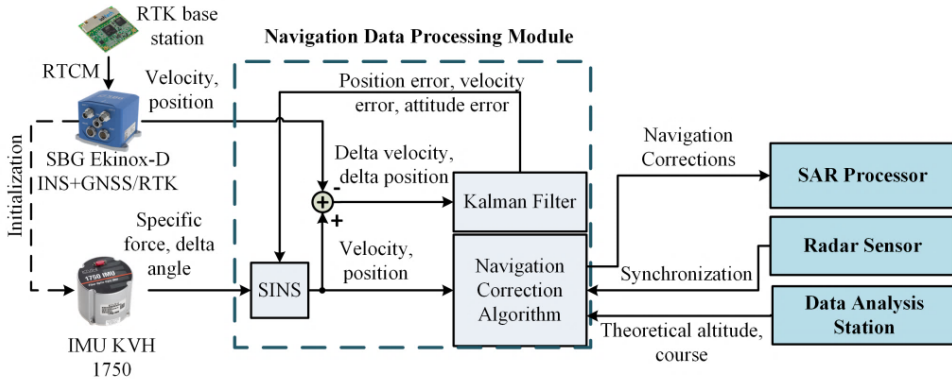 RTK base
station
Navigation Data Processing Module
RTCM
Velocity,
position
Position error, velocity
error, attitude error
SBG Ekinox-D
INS+GNSS/RTK
Initialization
Delta velocity,
delta position
-
+
Kalman Filter
Navigation
Corrections
SAR Processor
Specific
force, delta
angle
1750 IMU
SINS
Velocity,
position
Navigation
Correction
Algorithm
Synchronization
Radar Sensor
Theoretical altitude,
course
Data Analysis
Station
IMU KVH
1750